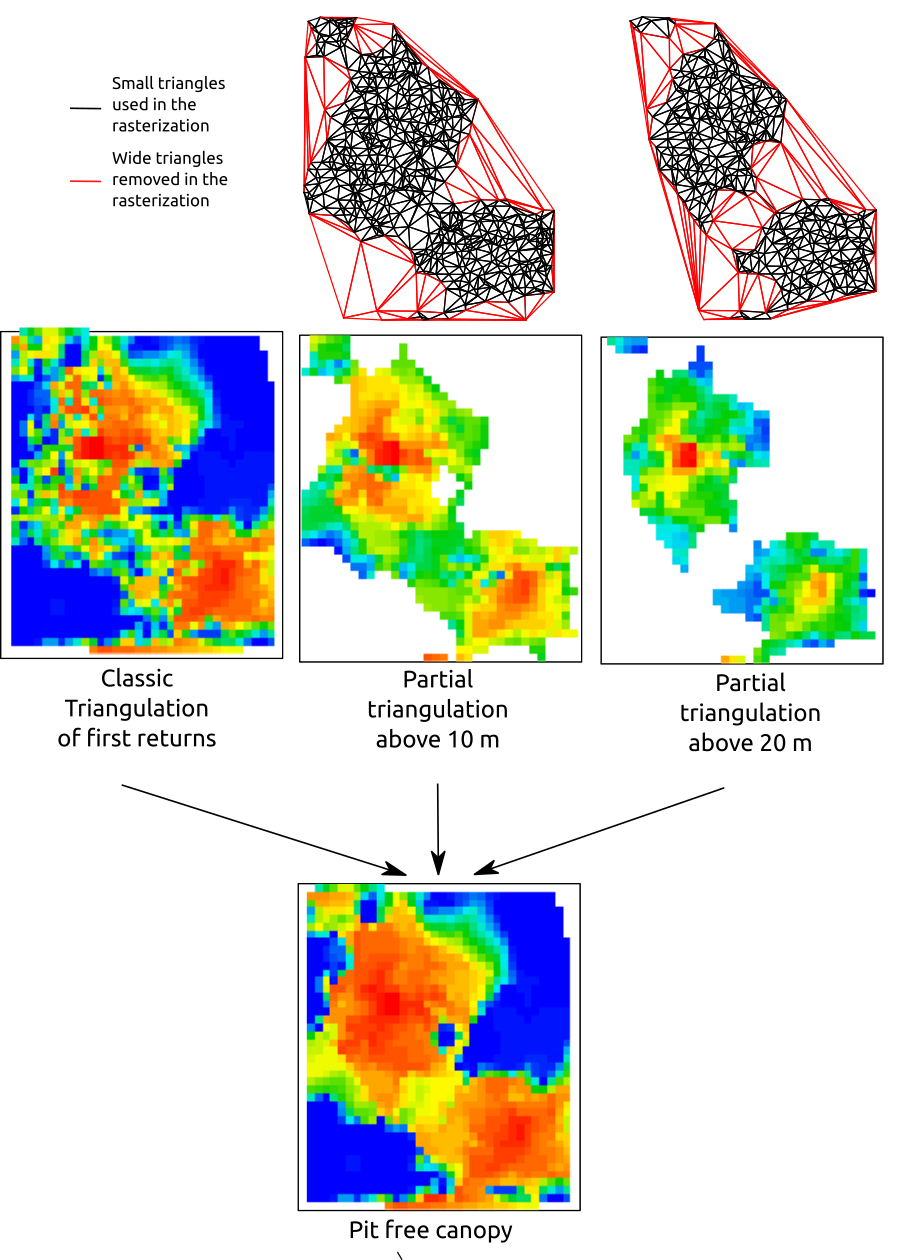 Small triangles
used in the
rasterization
Wide triangles
removed in the
rasterization
Classic
Triangulation
of first returns
Partial
triangulation
above 10 m
Partial
triangulation
above 20 m
Pit free canopy